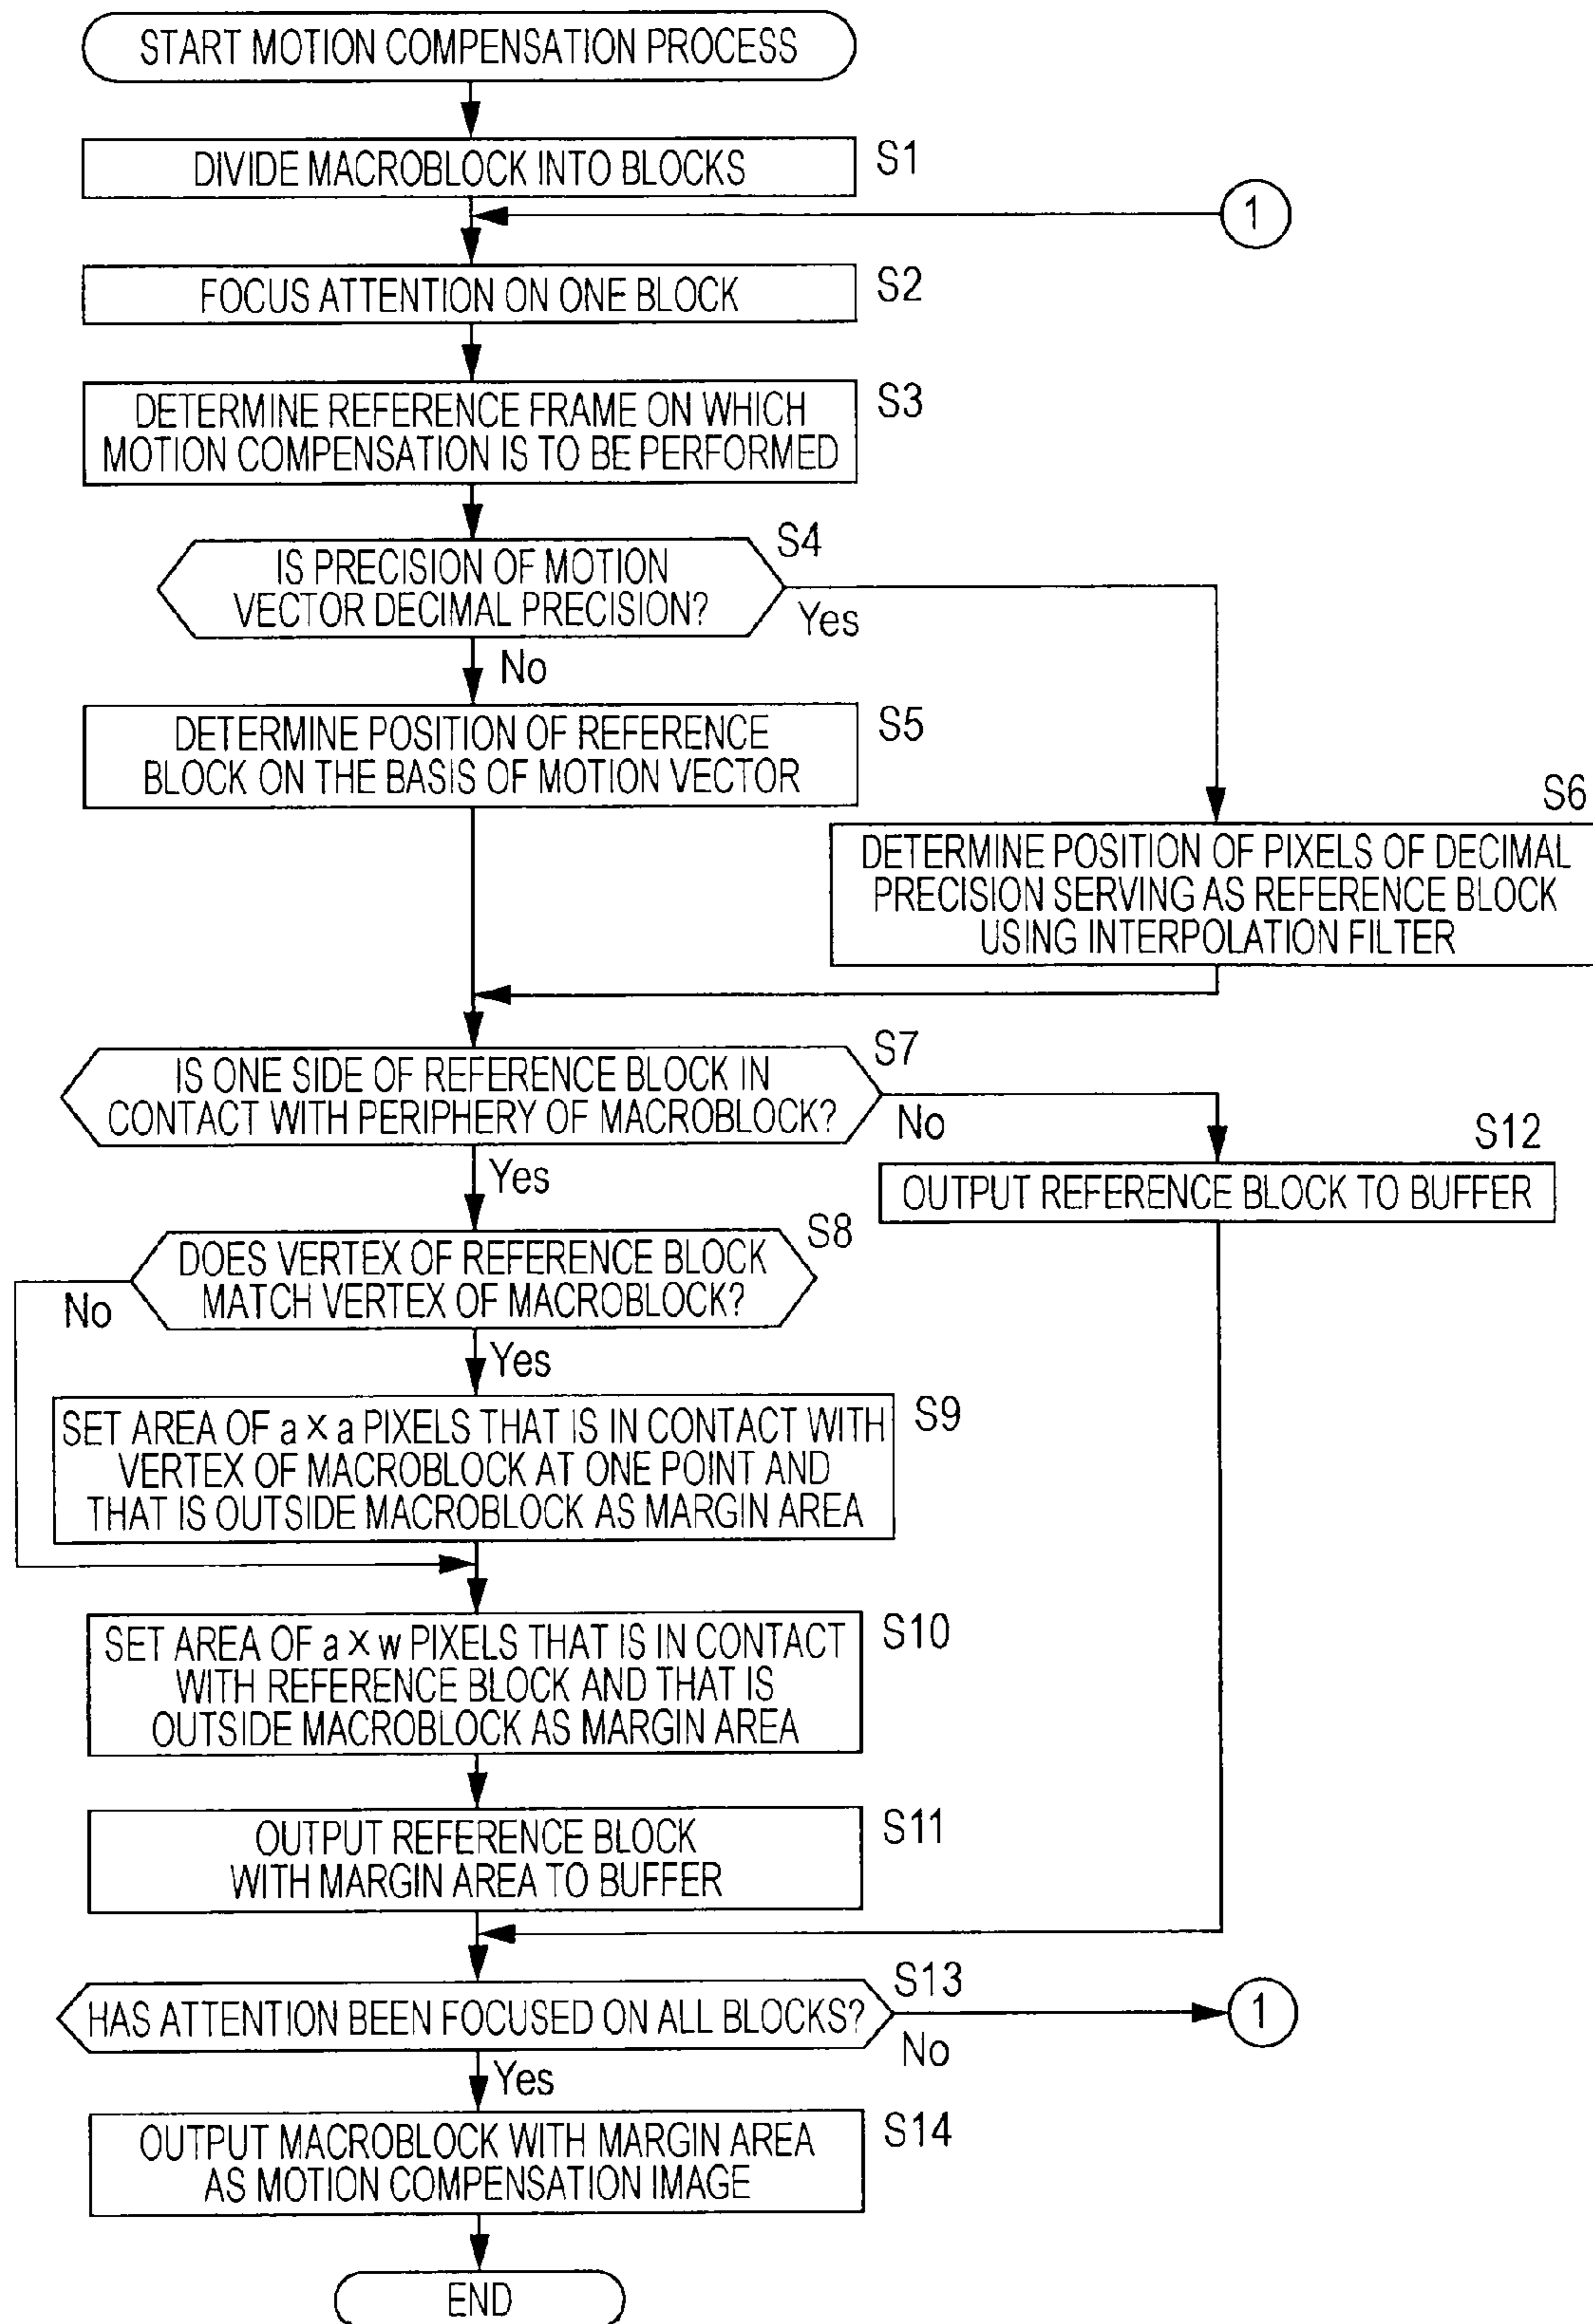 START MOTION COMPENSATION PROCESS
DIVIDE MACROBLOCK INTO BLOCKS
S1
1
FOCUS ATTENTION ON ONE BLOCK
S2
DETERMINE REFERENCE FRAME ON WHICH
MOTION COMPENSATION IS TO BE PERFORMED
S3
IS PRECISION OF MOTION
VECTOR DECIMAL PRECISION?
S4
Yes
No
DETERMINE POSITION OF REFERENCE
BLOCK ON THE BASIS OF MOTION VECTOR
S5
S6
DETERMINE POSITION OF PIXELS OF DECIMAL
PRECISION SERVING AS REFERENCE BLOCK
USING INTERPOLATION FILTER
IS ONE SIDE OF REFERENCE BLOCK IN
CONTACT WITH PERIPHERY OF MACROBLOCK?
S7
No
Yes
S12
OUTPUT REFERENCE BLOCK TO BUFFER
DOES VERTEX OF REFERENCE BLOCK
MATCH VERTEX OF MACROBLOCK?
S8
No
Yes
SET AREA OF a × a PIXELS THAT IS IN CONTACT WITH
VERTEX OF MACROBLOCK AT ONE POINT AND
THAT IS OUTSIDE MACROBLOCK AS MARGIN AREA
S9
SET AREA OF a × w PIXELS THAT IS IN CONTACT
WITH REFERENCE BLOCK AND THAT IS
OUTSIDE MACROBLOCK AS MARGIN AREA
S10
OUTPUT REFERENCE BLOCK
WITH MARGIN AREA TO BUFFER
S11
HAS ATTENTION BEEN FOCUSED ON ALL BLOCKS?
S13
No
1
Yes
OUTPUT MACROBLOCK WITH MARGIN AREA
AS MOTION COMPENSATION IMAGE
S14
END